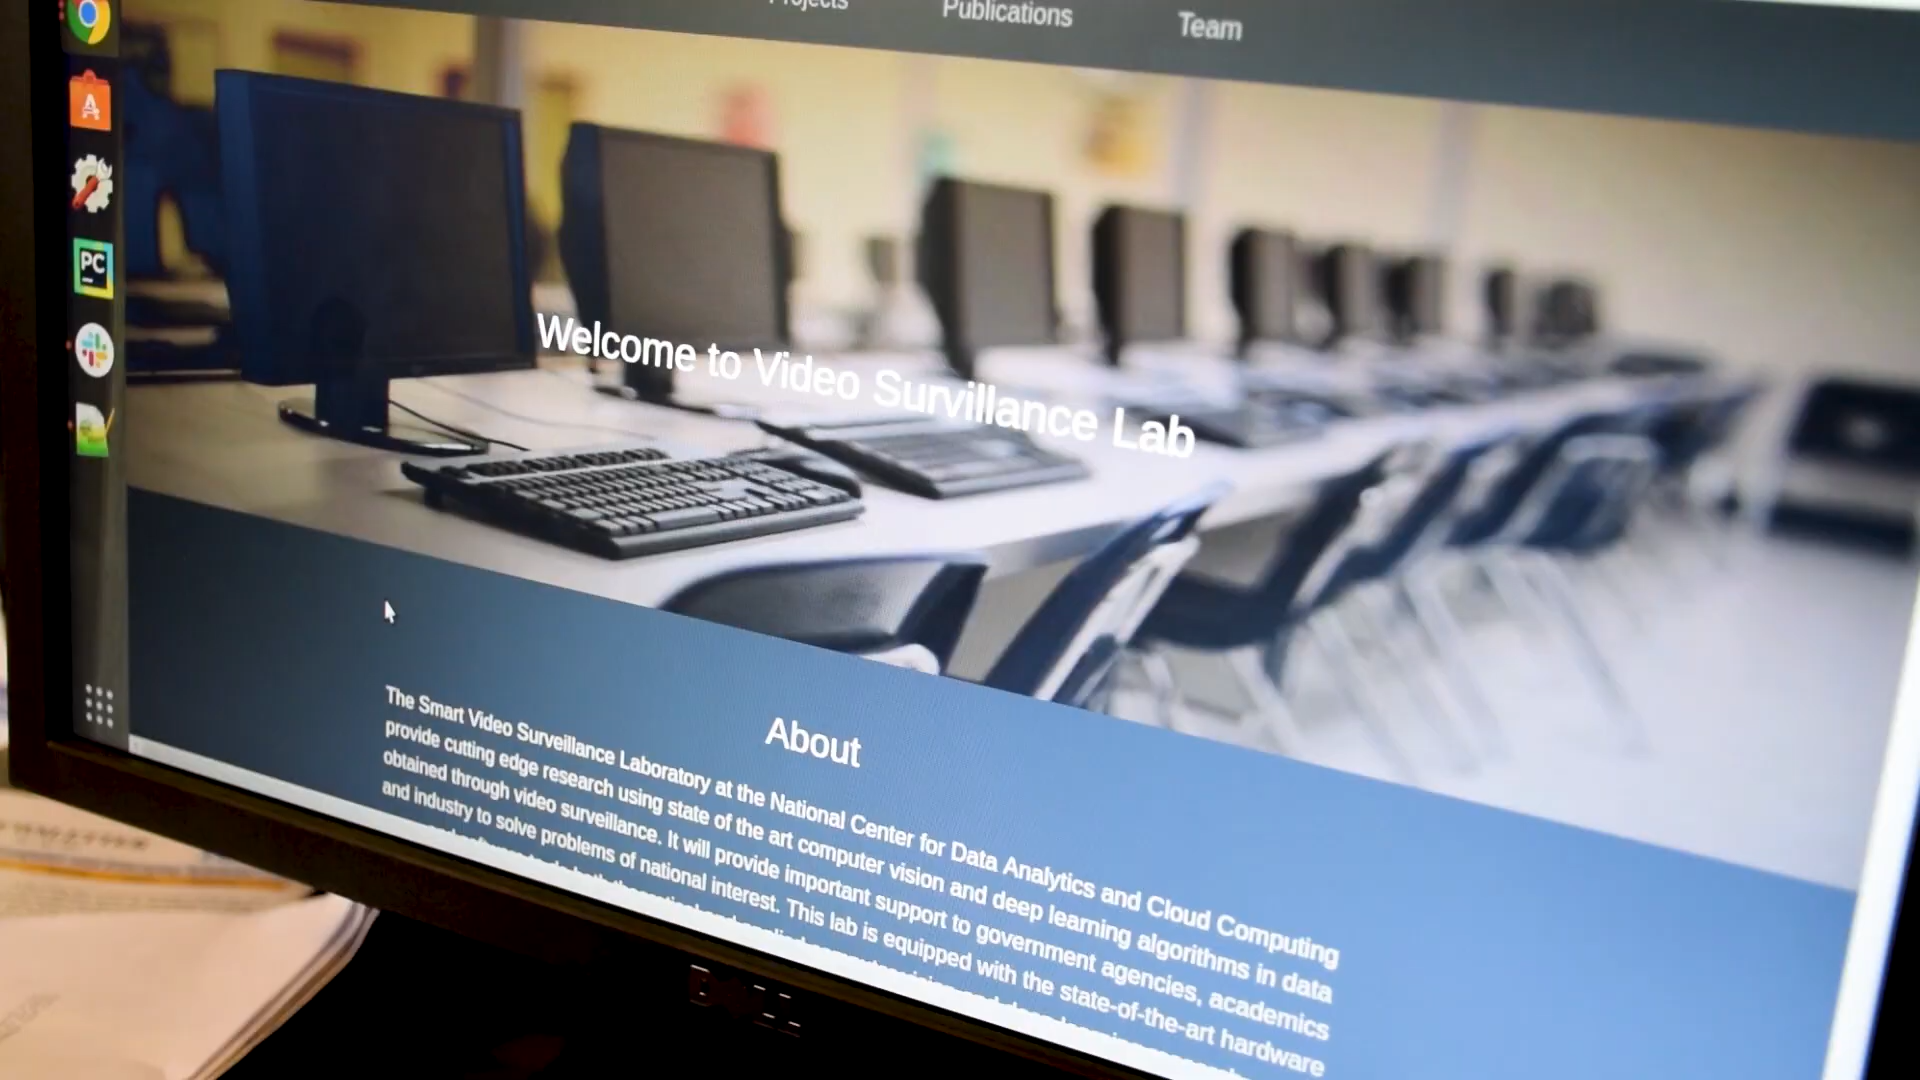 Projects
Publications
Team
PC
Welcome to Video Survillance Lab
About
The Smart Video Surveillance Laboratory at the National Center for Data Analytics and Cloud Computing
provide cutting edge research using state of the art computer vision and deep learning algorithms in data
obtained through video surveillance. It will provide important support to government agencies, academics
and industry to solve problems of national interest. This lab is equipped with the state-of-the-art hardware
DELL